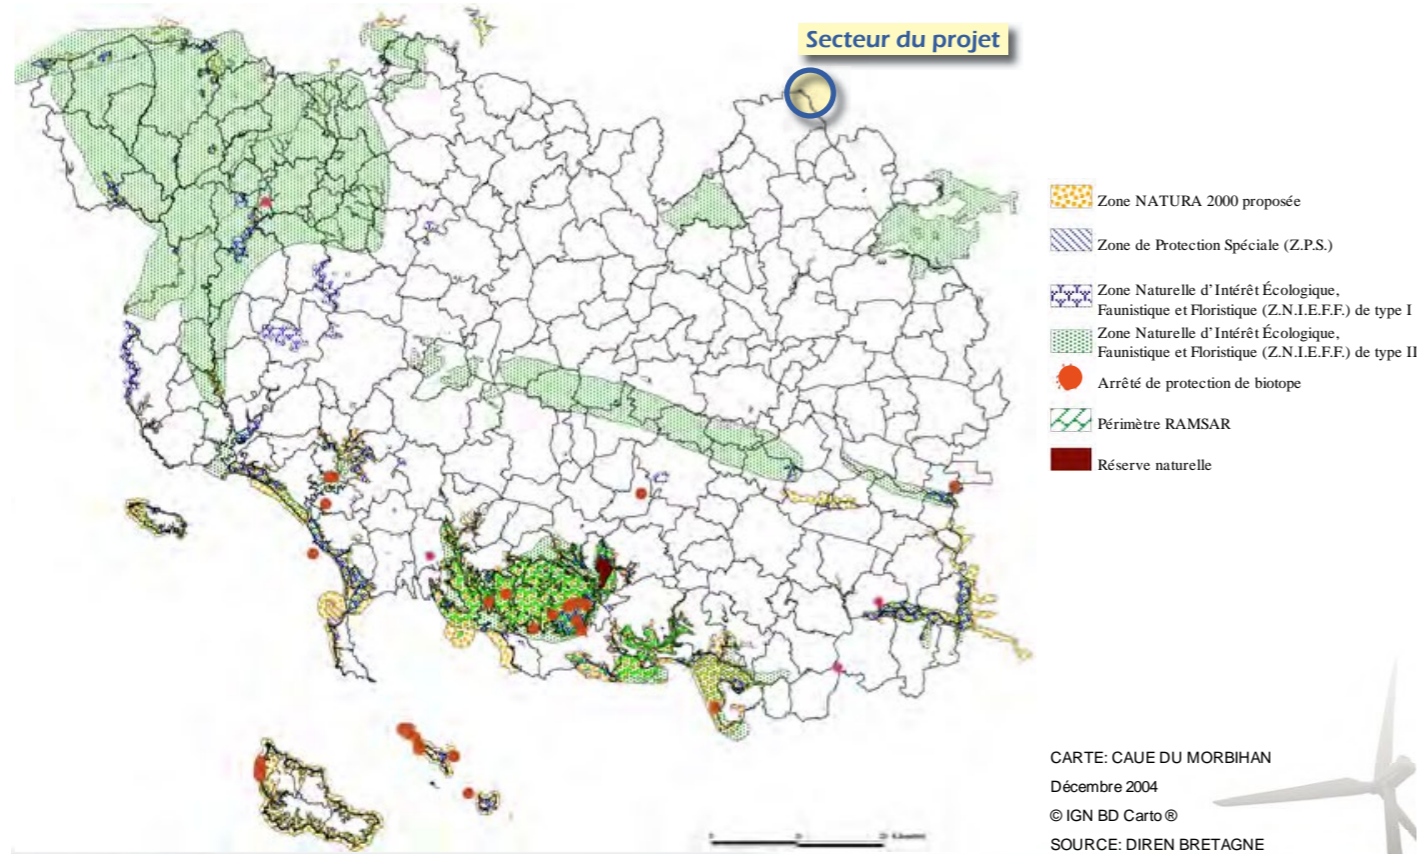 Secteur du projet
Zone NATURA 2000 proposée
Zone de Protection Spéciale (Z.P.S.)
Zone Naturelle d'Intérêt Écologique,
Faunistique et Floristique (Z.N.I.E.F.F.) de type I
Zone Naturelle d'Intérêt Écologique,
Faunistique et Floristique (Z.N.I.E.F.F.) de type II
Arrêté de protection de biotope
Périmètre RAMSAR
Réserve naturelle
CARTE: CAUE DU MORBIHAN
Décembre 2004
© IGN BD Carto ®
SOURCE: DIREN BRETAGNE